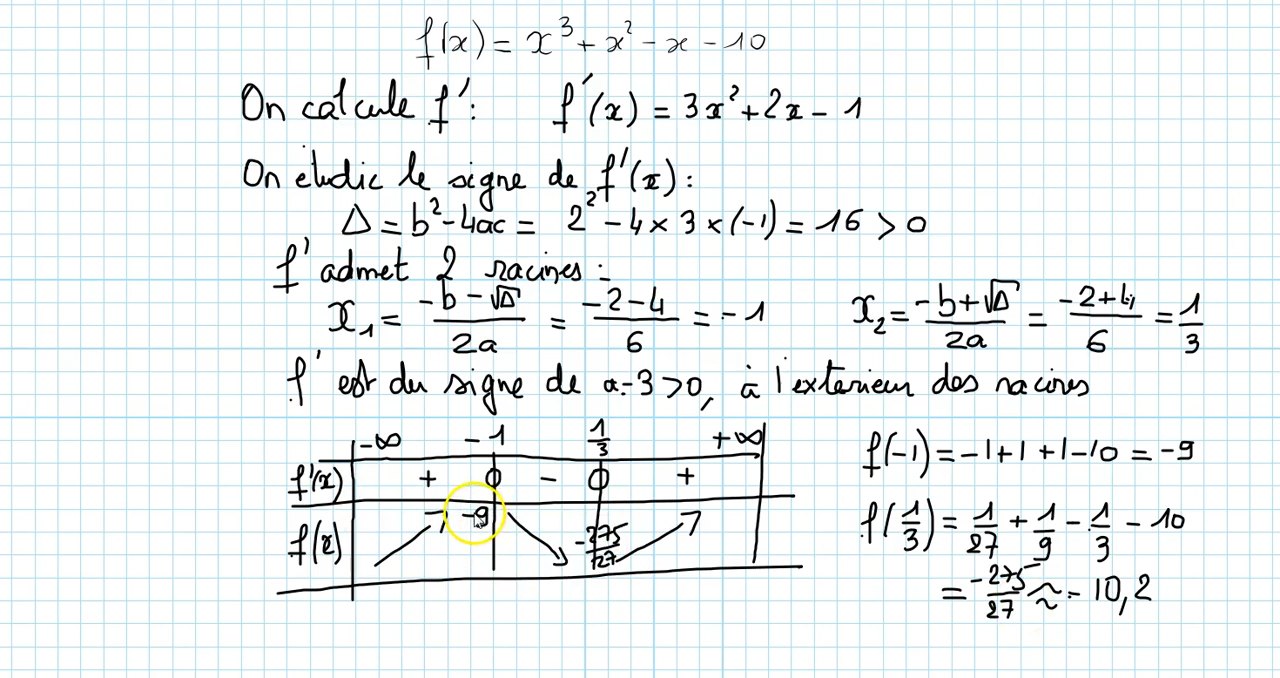 f(x) = x³ + x² - x - 10
On calcule f' : f'(x) = 3x² + 2x - 1
On étudie le signe de f'(x) :
Δ = b² - 4ac = 2² - 4 × 3 × (-1) = 16 > 0
f' admet 2 racines :
x₁ = (-b - √Δ)/(2a) = (-2 - 4)/6 = -1 x₂ = (-b + √Δ)/(2a) = (-2 + 4)/6 = 1/3
f' est du signe de a = 3 > 0, à l'exterieur des racines
-∞ -1 1/3 +∞
f'(x) + 0 - 0 +
f(x) ↗ -9 ↘ -275/27 ↗
f(-1) = -1 + 1 + 1 - 10 = -9
f(1/3) = 1/27 + 1/9 - 1/3 - 10
= -275/27 ≈ -10,2